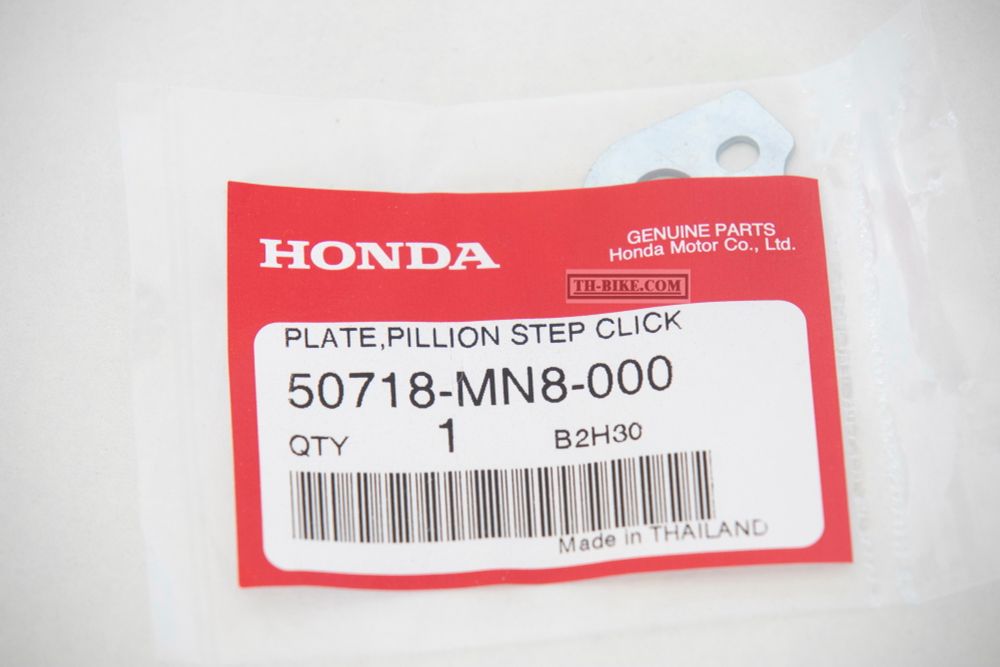 HONDA
GENUINE PARTS
Honda Motor Co., Ltd.
TH-BIKE.COM
PLATE,PILLION STEP CLICK
50718-MN8-000
QTY 1 B2H30
Made in THAILAND